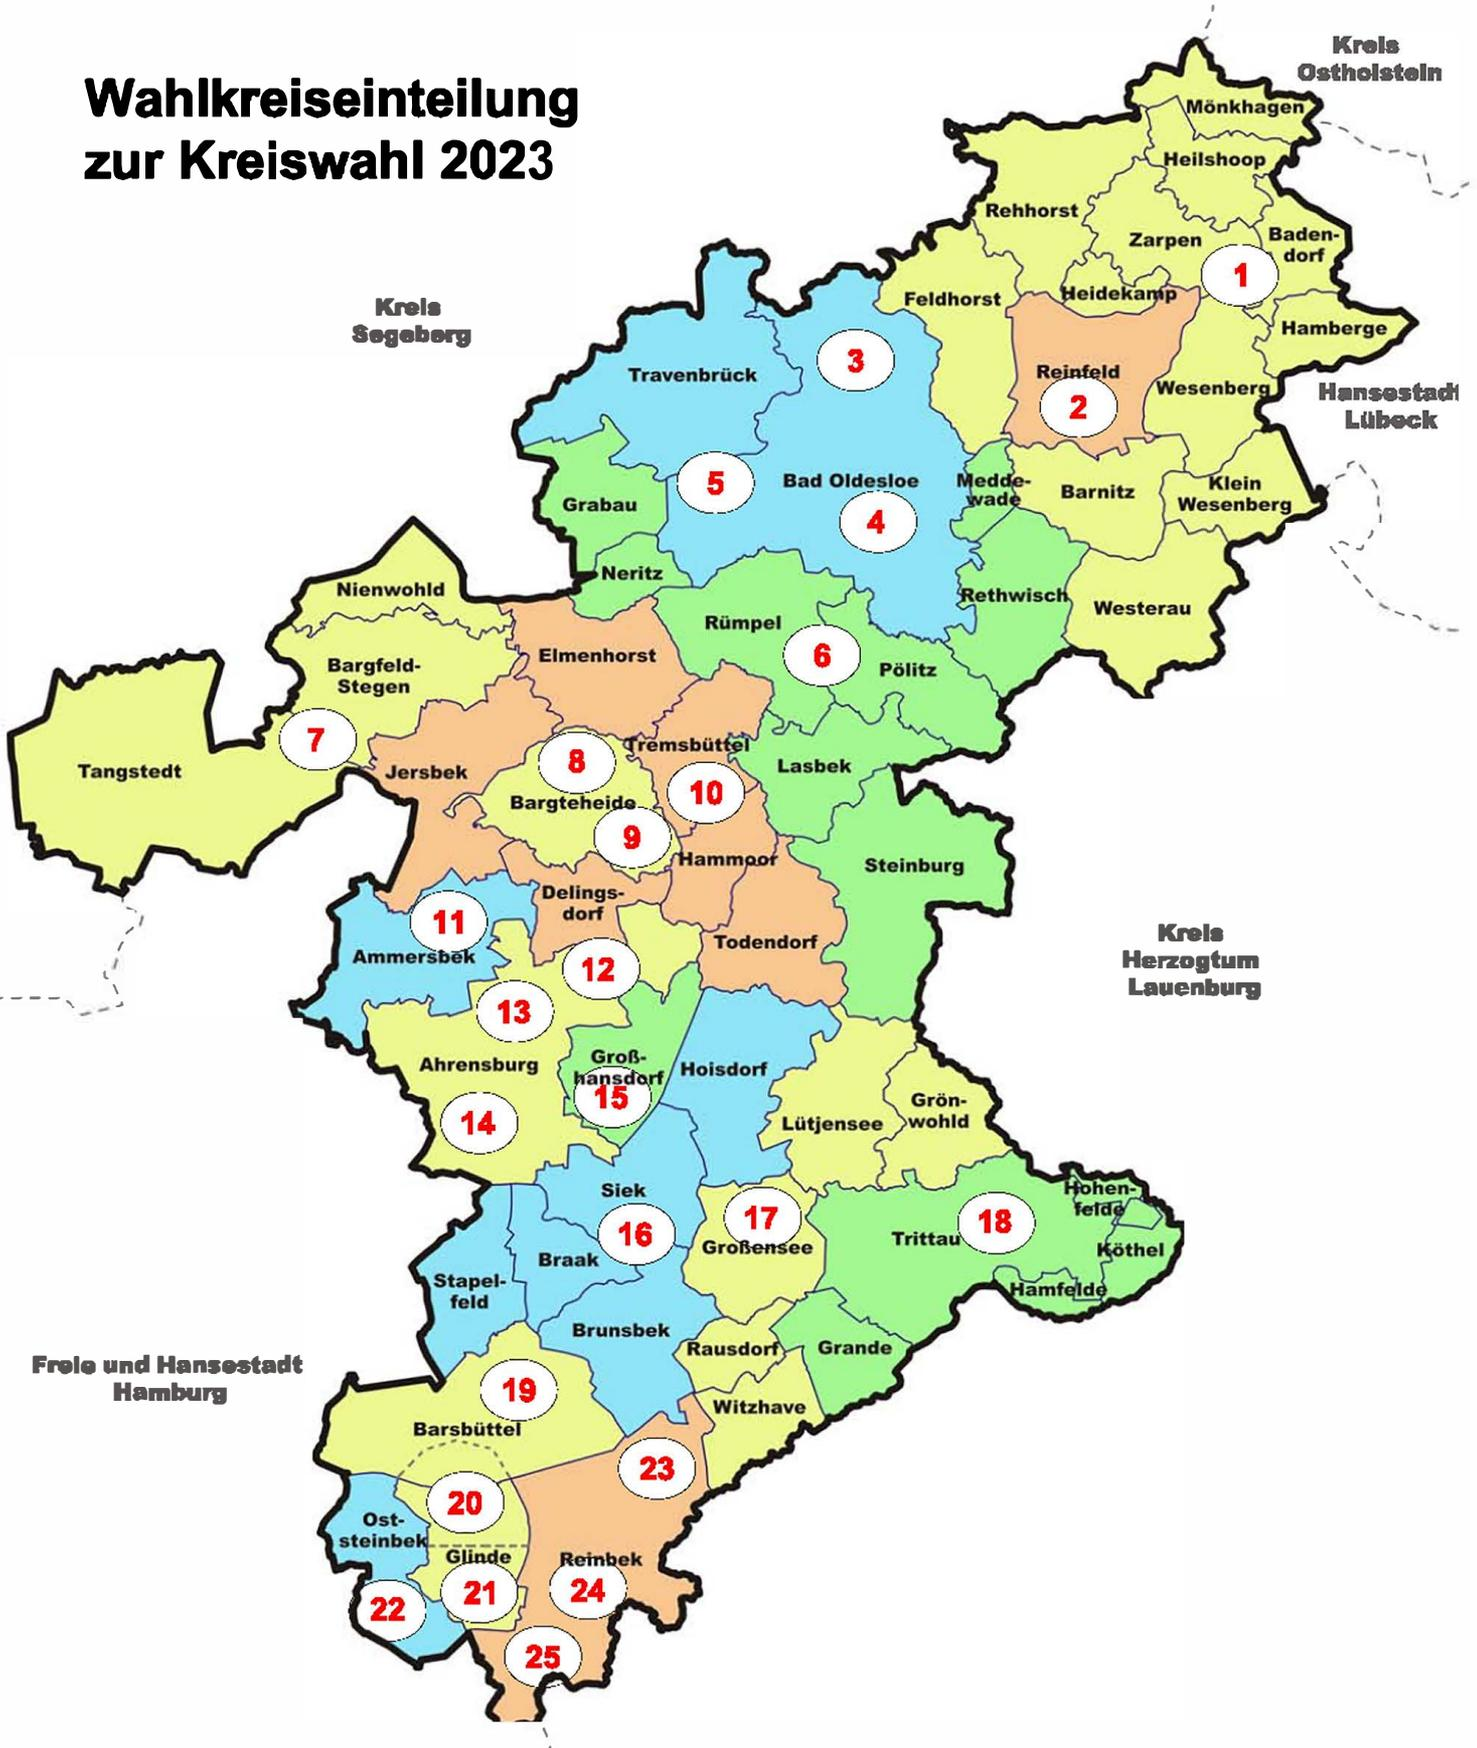 Wahlkreiseinteilung
zur Kreiswahl 2023
Kreis
Ostholstein
Mönkhagen
Heilshoop
Rehhorst
Zarpen
Baden-
dorf
1
Kreis
Segeberg
Feldhorst
Heidekamp
Hamberge
3
Travenbrück
Reinfeld
2
Wesenberg
Hansestadt
Lübeck
5
Bad Oldesloe
4
Medde-
wade
Barnitz
Klein
Wesenberg
Grabau
Neritz
Nienwohld
Rethwisch
Westerau
Rümpel
6
Pölitz
Elmenhorst
Bargfeld-
Stegen
7
Tangstedt
Jersbek
8
Bargteheide
9
Tremsbüttel
10
Lasbek
Hammoor
Steinburg
Delings-
dorf
11
Ammersbek
12
Todendorf
Kreis
Herzogtum
Lauenburg
13
Ahrensburg
14
Groß-
hansdorf
15
Hoisdorf
Lütjensee
Grön-
wohld
Siek
16
17
Großensee
Trittau
18
Hohen-
felde
Köthel
Hamfelde
Braak
Stapel-
feld
Brunsbek
Rausdorf
Grande
Witzhave
Freie und Hansestadt
Hamburg
19
Barsbüttel
23
20
Ost-
steinbek
Glinde
21
22
Reinbek
24
25